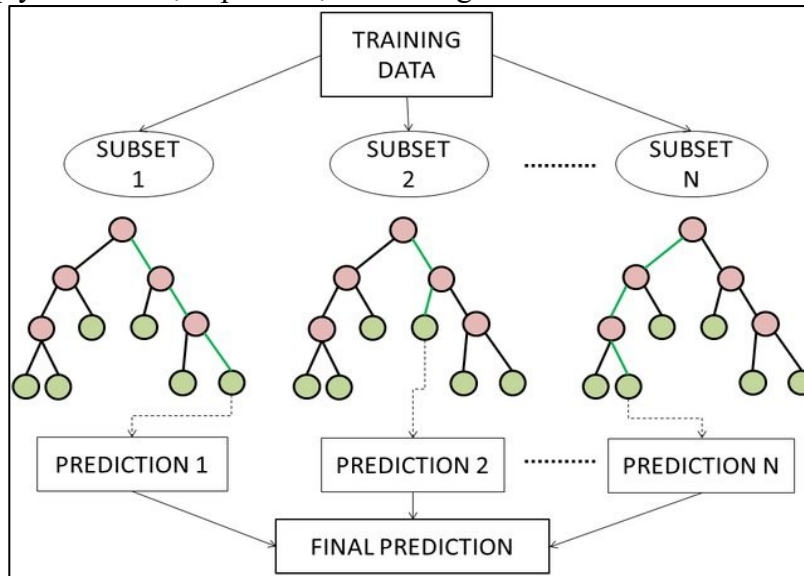 TRAINING
DATA
SUBSET
1
SUBSET
2
SUBSET
N
PREDICTION 1
PREDICTION 2
PREDICTION N
FINAL PREDICTION